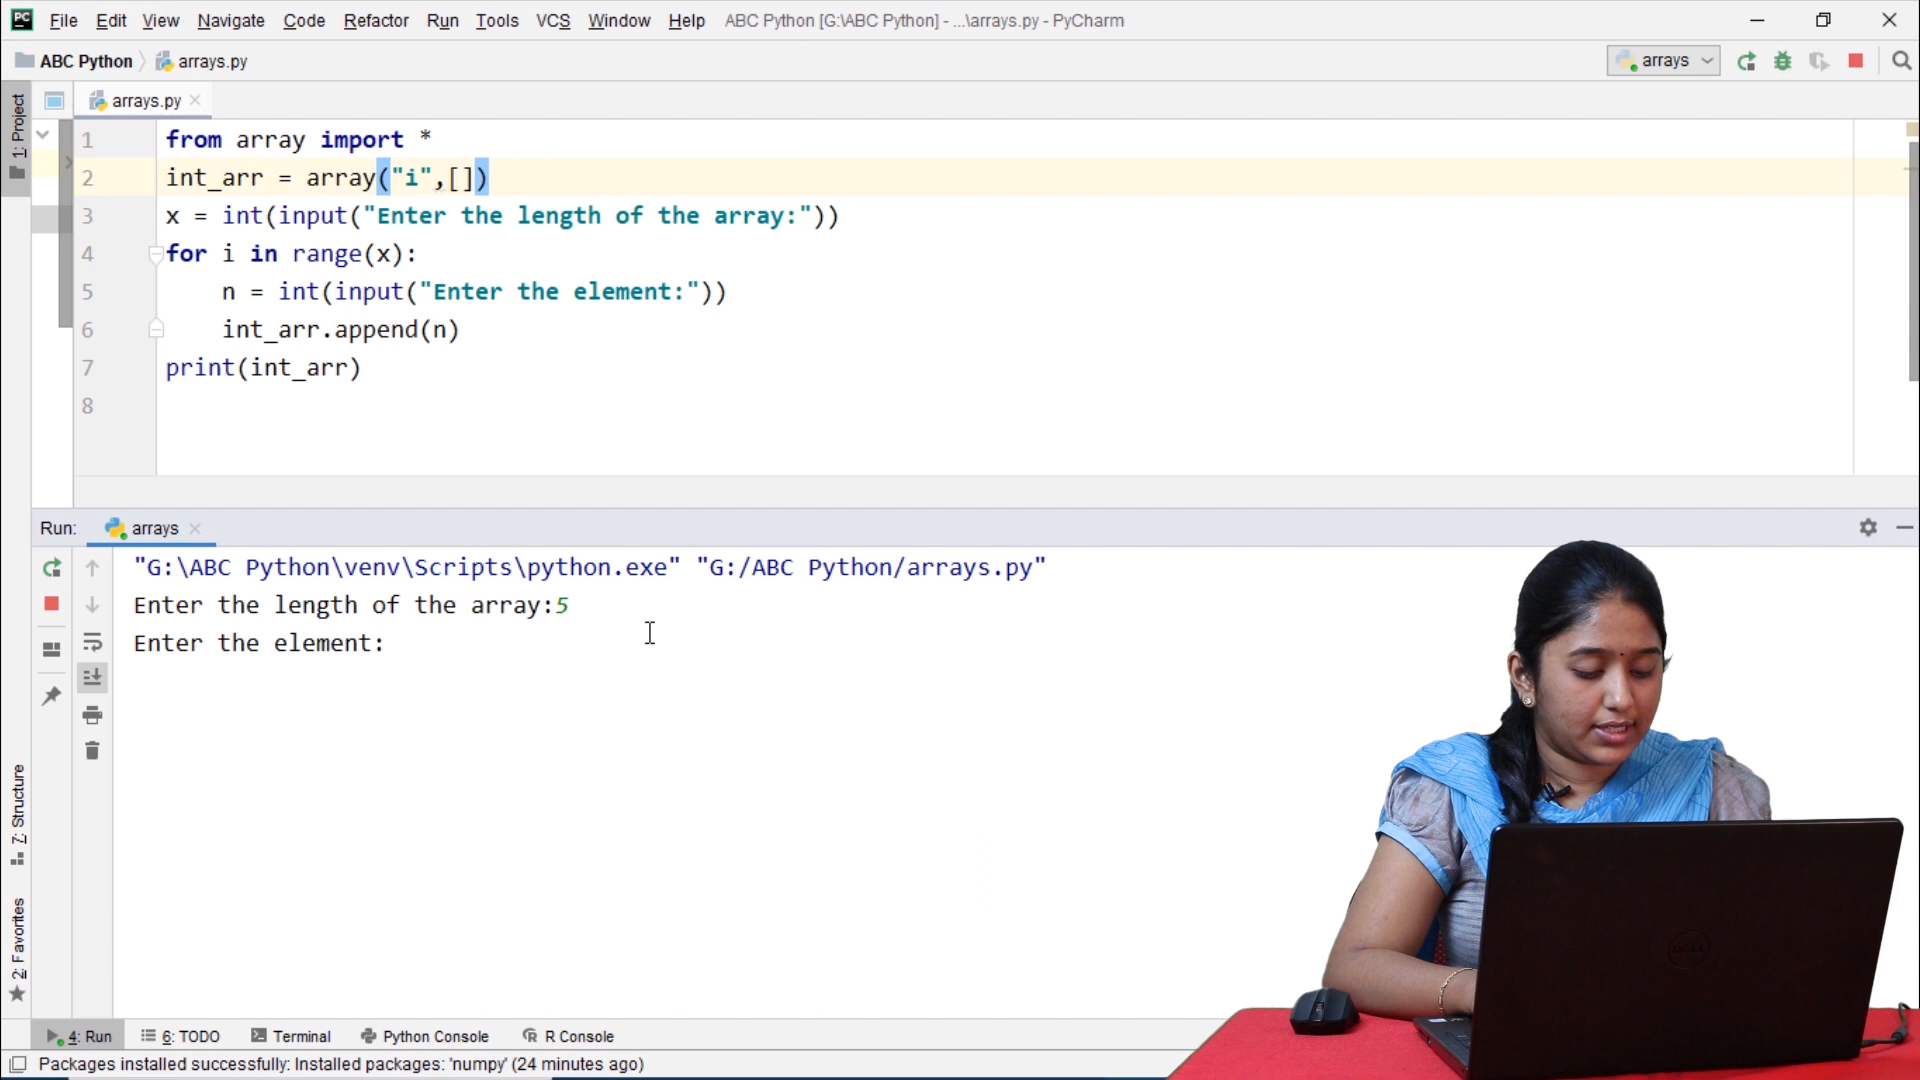 PC File Edit View Navigate Code Refactor Run Tools VCS Window Help ABC Python [G:\ABC Python] - ...\arrays.py - PyCharm
ABC Python arrays.py arrays
1: Project
arrays.py
1 from array import *
2 int_arr = array("i",[])
3 x = int(input("Enter the length of the array:"))
4 for i in range(x):
5 n = int(input("Enter the element:"))
6 int_arr.append(n)
7 print(int_arr)
8
Run: arrays
"G:\ABC Python\venv\Scripts\python.exe" "G:/ABC Python/arrays.py"
Enter the length of the array:5
Enter the element:
7: Structure
2: Favorites
DELL
4: Run 6: TODO Terminal Python Console R Console
Packages installed successfully: Installed packages: 'numpy' (24 minutes ago)